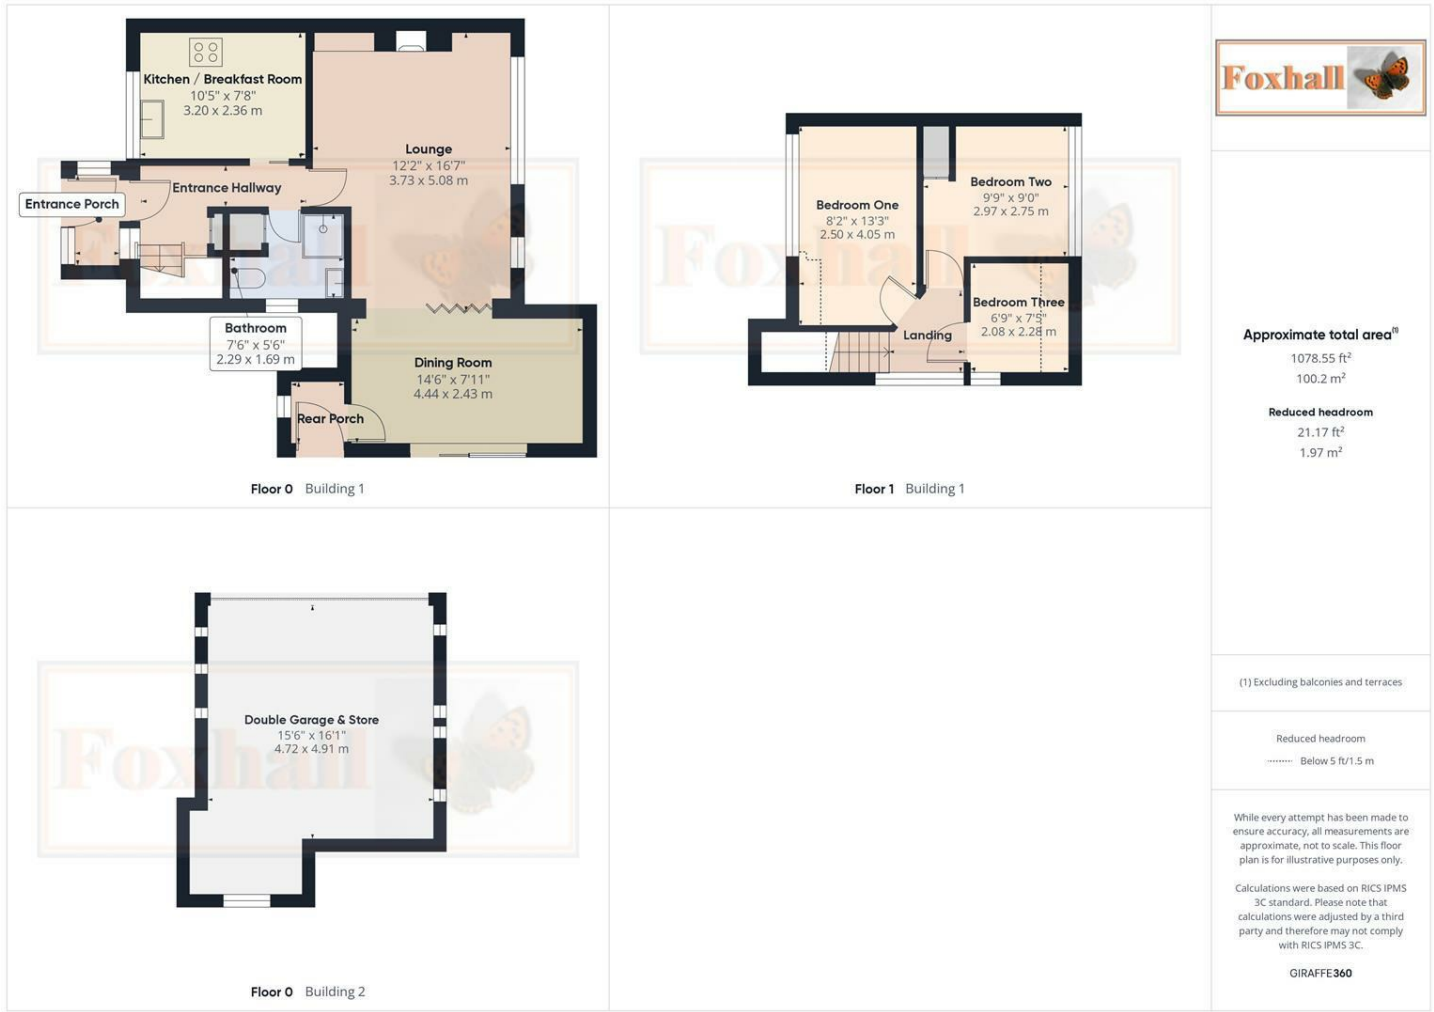 Kitchen / Breakfast Room
10'5" x 7'8"
3.20 x 2.36 m
Lounge
12'2" x 16'7"
3.73 x 5.08 m
Entrance Hallway
Entrance Porch
Bathroom
7'6" x 5'6"
2.29 x 1.69 m
Dining Room
14'6" x 7'11"
4.44 x 2.43 m
Rear Porch
Foxhall
Floor 0 Building 1
Bedroom One
8'2" x 13'3"
2.50 x 4.05 m
Bedroom Two
9'9" x 9'0"
2.97 x 2.75 m
Bedroom Three
6'9" x 7'5"
2.08 x 2.28 m
Landing
Foxhall
Floor 1 Building 1
Double Garage & Store
15'6" x 16'1"
4.72 x 4.91 m
Foxhall
Floor 0 Building 2
Foxhall
Approximate total area(1)
1078.55 ft²
100.2 m²
Reduced headroom
21.17 ft²
1.97 m²
(1) Excluding balconies and terraces
Reduced headroom
Below 5 ft/1.5 m
While every attempt has been made to
ensure accuracy, all measurements are
approximate, not to scale. This floor
plan is for illustrative purposes only.
Calculations were based on RICS IPMS
3C standard. Please note that
calculations were adjusted by a third
party and therefore may not comply
with RICS IPMS 3C.
GIRAFFE360